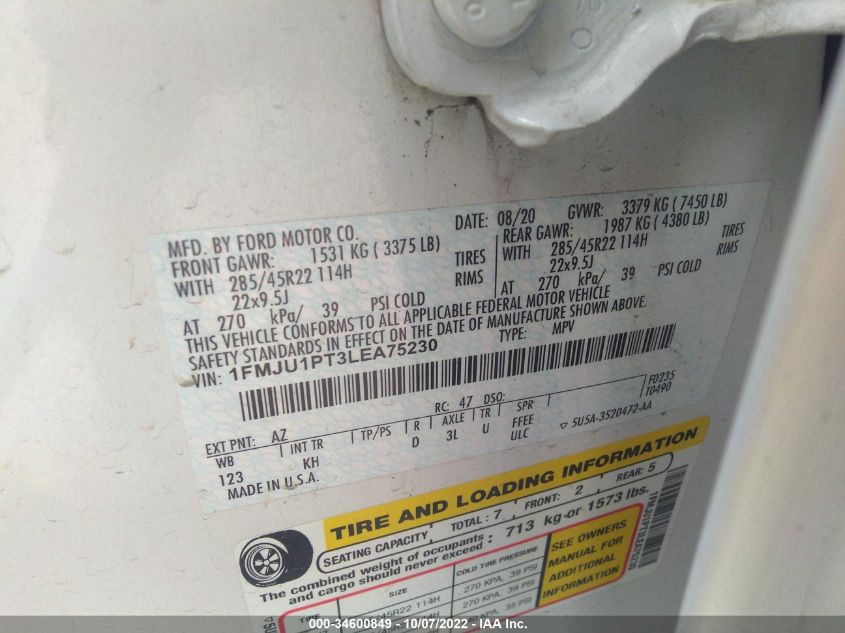 MFD. BY FORD MOTOR CO.
DATE: 08/20 GVWR: 3379 KG ( 7450 LB)
FRONT GAWR: 1531 KG ( 3375 LB)
REAR GAWR: 1987 KG ( 4380 LB)
WITH 285/45R22 114H TIRES
WITH 285/45R22 114H TIRES
22x9.5J RIMS
22x9.5J RIMS
AT 270 kPa/ 39 PSI COLD
AT 270 kPa/ 39 PSI COLD
THIS VEHICLE CONFORMS TO ALL APPLICABLE FEDERAL MOTOR VEHICLE
SAFETY STANDARDS IN EFFECT ON THE DATE OF MANUFACTURE SHOWN ABOVE.
VIN: 1FMJU1PT3LEA75230
TYPE: MPV
F0235
T0490
EXT PNT: AZ RC: 47 DSO:
WB INT TR TP/PS R AXLE TR SPR
123 KH D 3L U FFEE
ULC
▽ 5U5A-3520472-AA
MADE IN U.S.A.
TIRE AND LOADING INFORMATION
SEATING CAPACITY TOTAL: 7 FRONT: 2 REAR: 5
The combined weight of occupants and cargo should never exceed : 713 kg or 1573 lbs.
TIRE SIZE COLD TIRE PRESSURE
/45R22 114H 270 KPA, 39 PSI
114H 270 KPA, 39 PSI
35 PSI
SEE OWNERS
MANUAL FOR
ADDITIONAL
INFORMATION
000-34600849 - 10/07/2022 - IAA Inc.